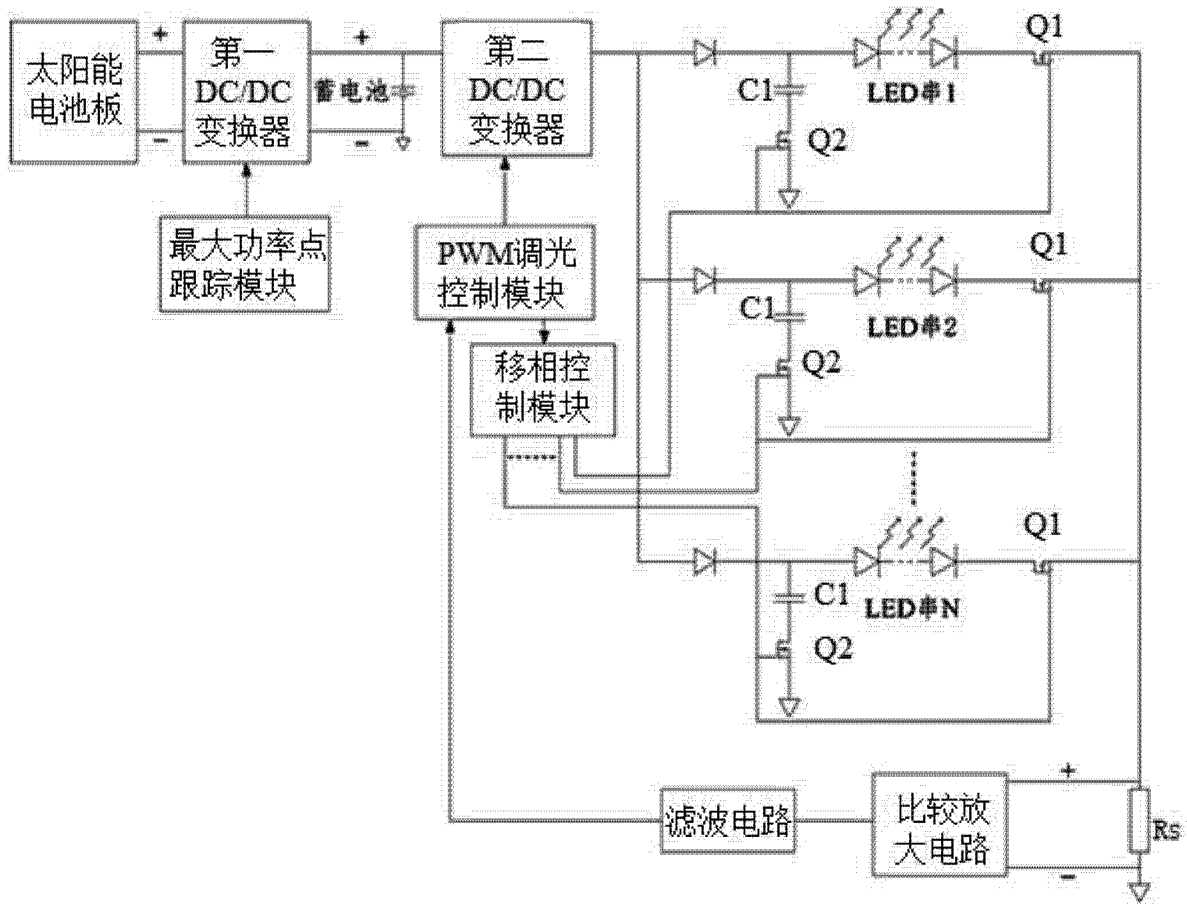 太阳能
电池板
+
−
第一
DC/DC
变换器
+
蓄电池
−
最大功率点
跟踪模块
第二
DC/DC
变换器
PWM调光
控制模块
移相控
制模块
C1
Q2
LED串1
Q1
C1
Q2
LED串2
Q1
C1
Q2
LED串N
Q1
滤波电路
比较放
大电路
+
−
Rs